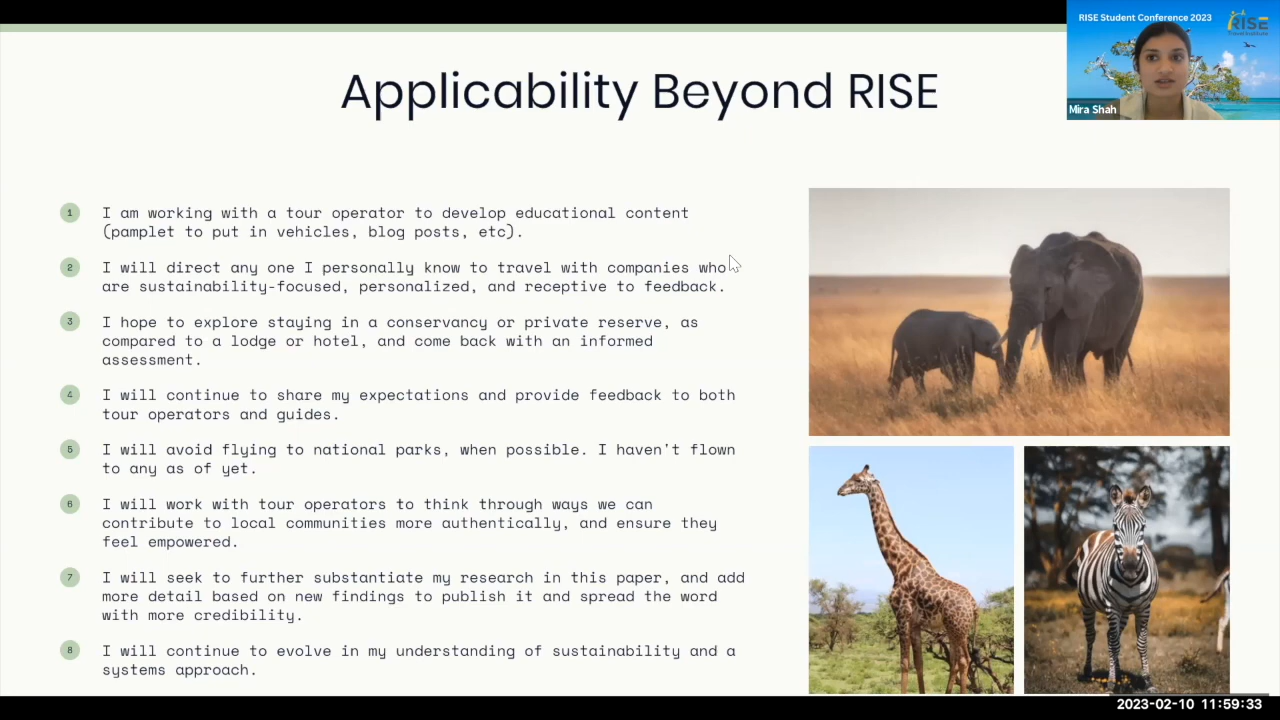 RISE Student Conference 2023
RISE
Travel Institute
Mira Shah
Applicability Beyond RISE
1
I am working with a tour operator to develop educational content
(pamplet to put in vehicles, blog posts, etc).
2
I will direct any one I personally know to travel with companies who
are sustainability-focused, personalized, and receptive to feedback.
3
I hope to explore staying in a conservancy or private reserve, as
compared to a lodge or hotel, and come back with an informed
assessment.
4
I will continue to share my expectations and provide feedback to both
tour operators and guides.
5
I will avoid flying to national parks, when possible. I haven't flown
to any as of yet.
6
I will work with tour operators to think through ways we can
contribute to local communities more authentically, and ensure they
feel empowered.
7
I will seek to further substantiate my research in this paper, and add
more detail based on new findings to publish it and spread the word
with more credibility.
8
I will continue to evolve in my understanding of sustainability and a
systems approach.
2023-02-10 11:59:33